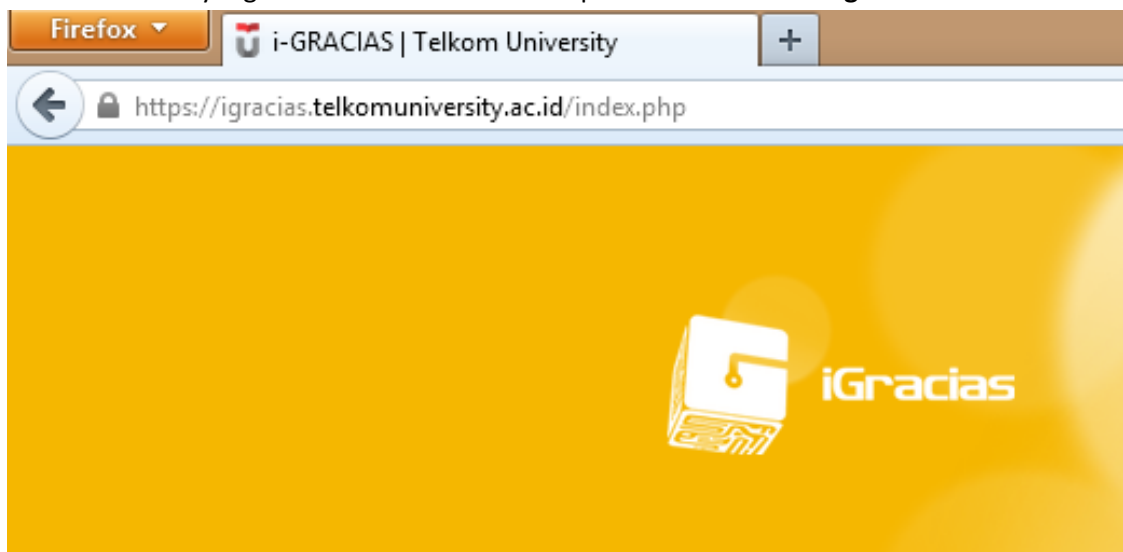 Firefox
i-GRACIAS | Telkom University
https://igracias.telkomuniversity.ac.id/index.php
iGracias